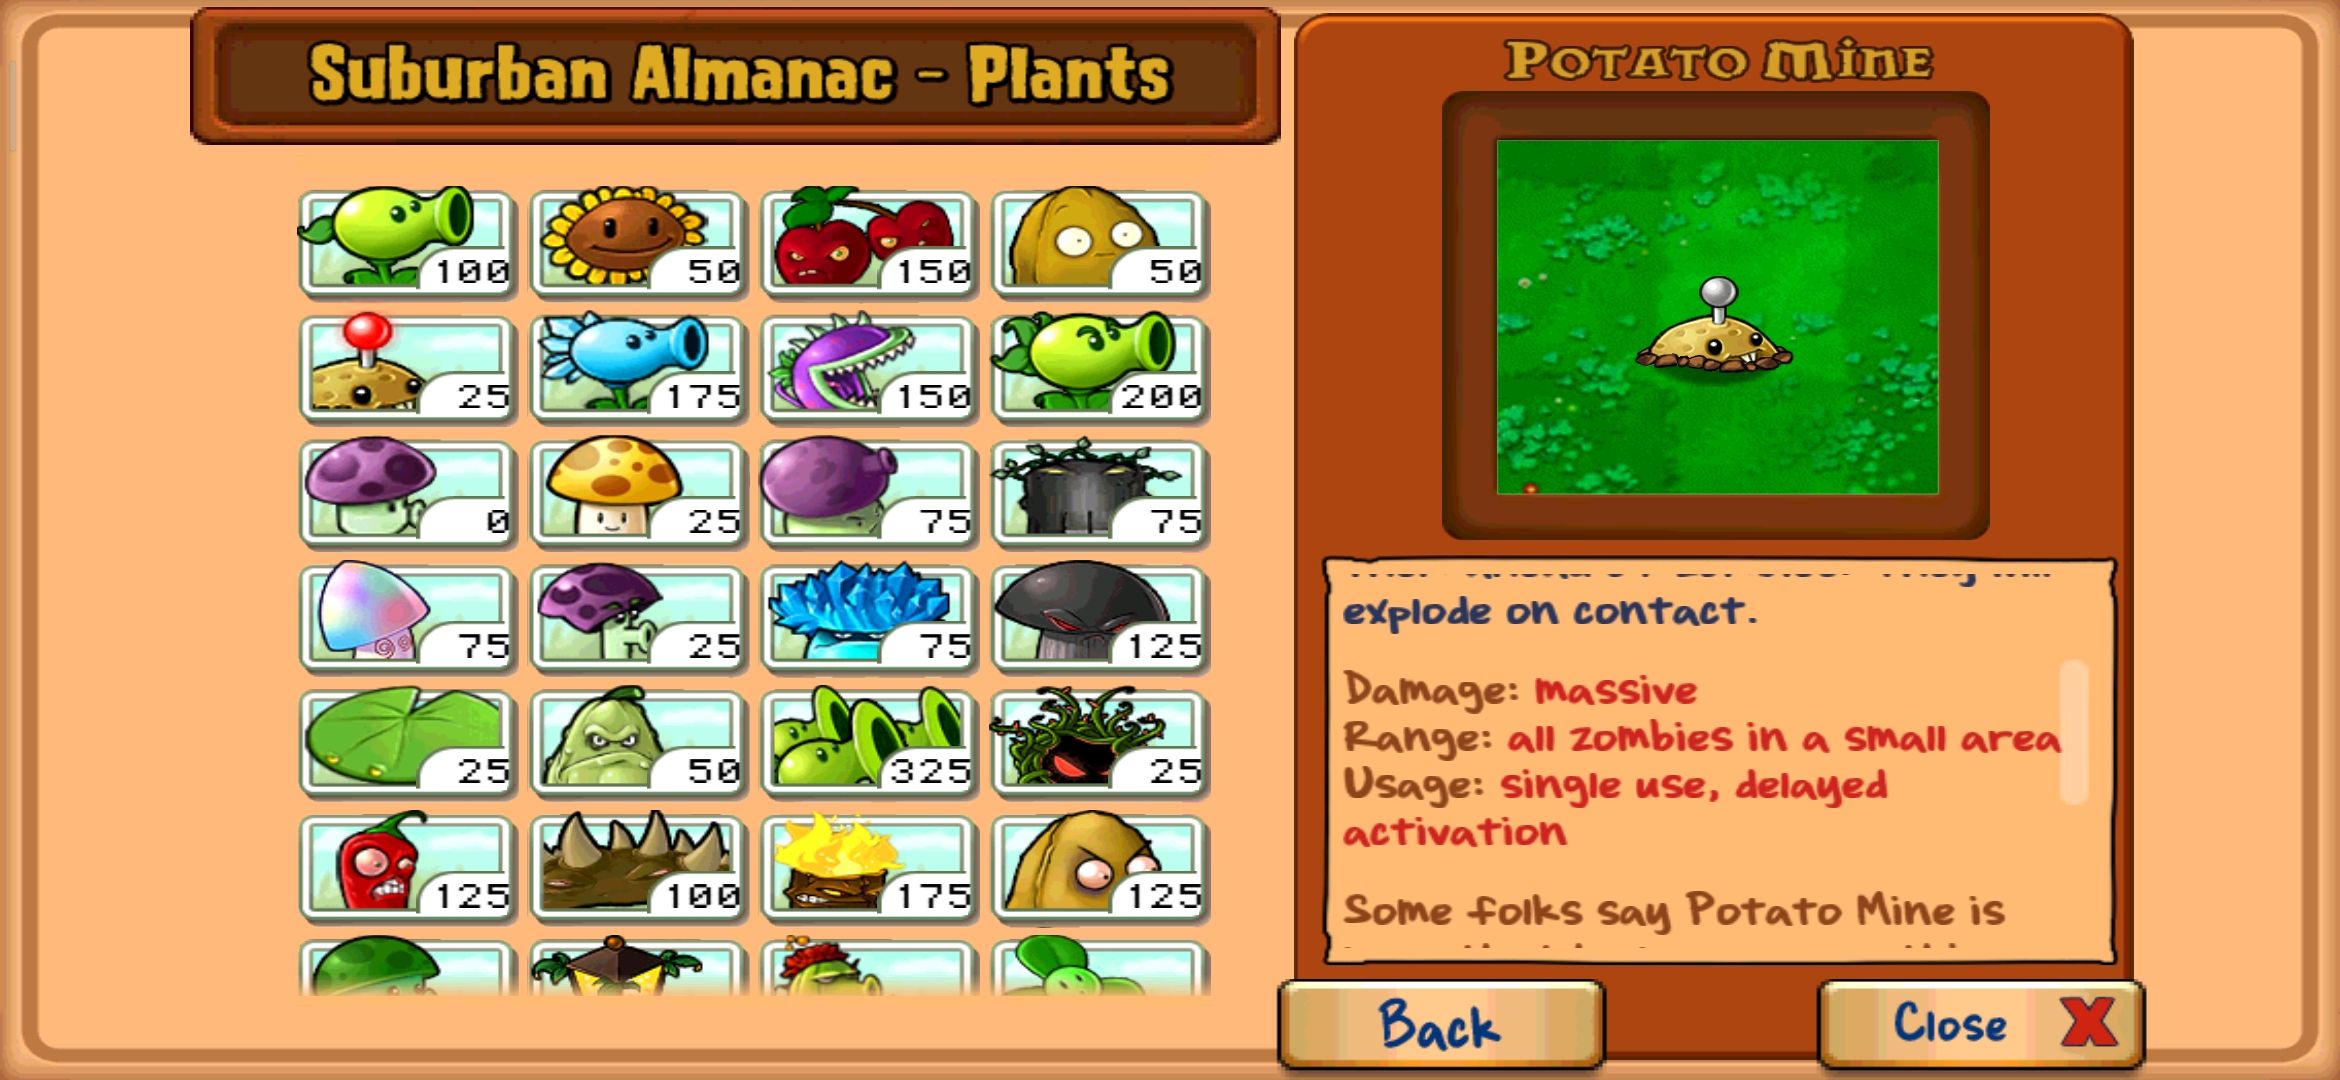 Suburban Almanac - Plants
100 50 150 50
25 175 150 200
0 25 75 75
75 25 75 125
25 50 325 25
125 100 175 125
Potato Mine
explode on contact.
Damage: massive
Range: all zombies in a small area
Usage: single use, delayed
activation
Some folks say Potato Mine is
Back
Close X